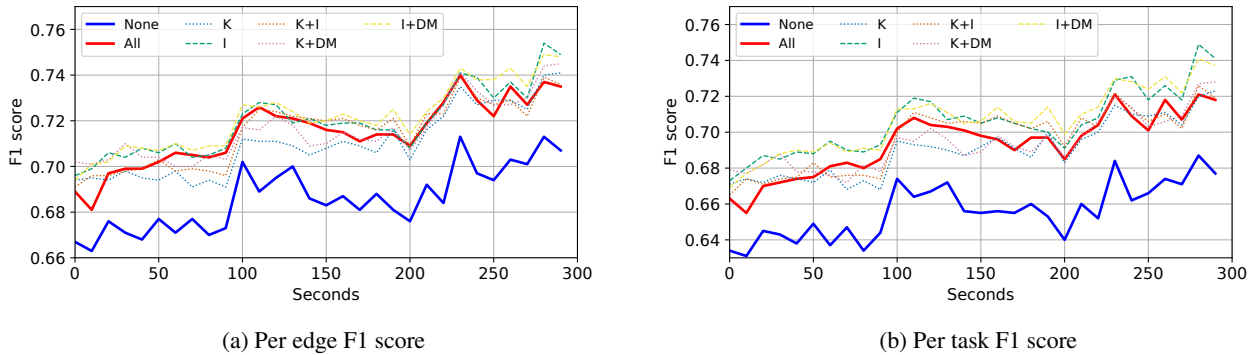 None K K+I I+DM
All I K+DM
0.76
0.74
0.72
0.70
0.68
0.66
F1 score
0 50 100 150 200 250 300
Seconds
(a) Per edge F1 score
None K K+I I+DM
All I K+DM
0.76
0.74
0.72
0.70
0.68
0.66
0.64
F1 score
0 50 100 150 200 250 300
Seconds
(b) Per task F1 score